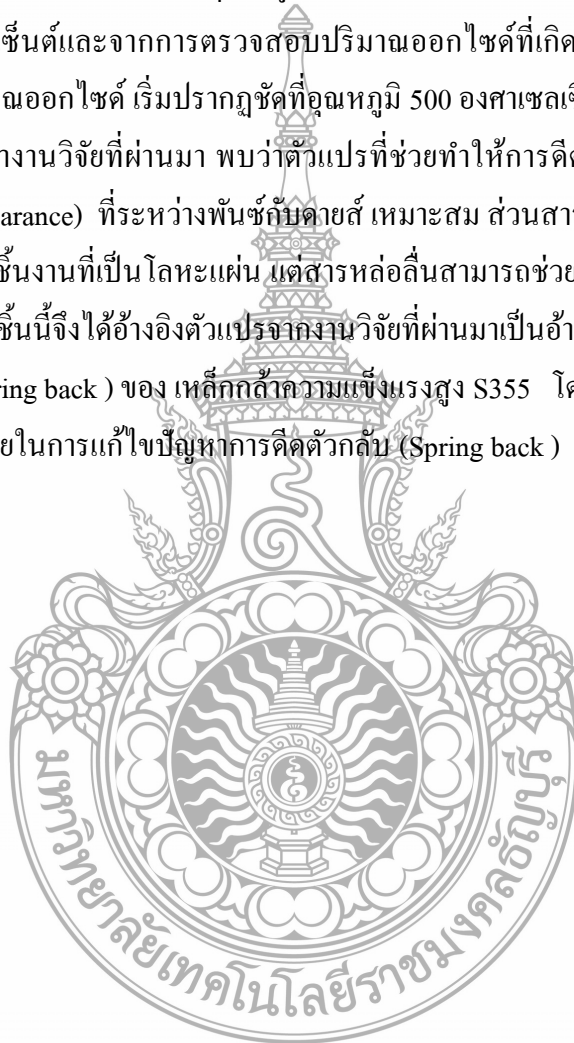 ซ็นต์และจากการตรวจสอบปริมาณออกไซด์ที่เกิด
ณออกไซด์ เริ่มปรากฏชัดที่อุณหภูมิ 500 องศาเซลเซี
างานวิจัยที่ผ่านมา พบว่าตัวแปรที่ช่วยทำให้การดีด
arance) ที่ระหว่างพันซ์กับดายส์ เหมาะสม ส่วนสาร
ชิ้นงานที่เป็นโลหะแผ่น แต่สารหล่อลื่นสามารถช่วย
ชิ้นนี้จึงได้อ้างอิงตัวแปรจากงานวิจัยที่ผ่านมาเป็นอ้า
ring back ) ของ เหล็กกล้าความแข็งแรงสูง S355 โด
ยในการแก้ไขปัญหาการดีดตัวกลับ (Spring back )
มหาวิทยาลัยเทคโนโลยีราชมงคลธัญบุรี